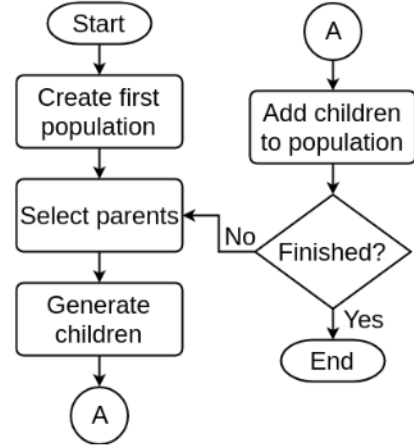 Start
Create first
population
Select parents
Generate
children
A
A
Add children
to population
Finished?
No
Yes
End